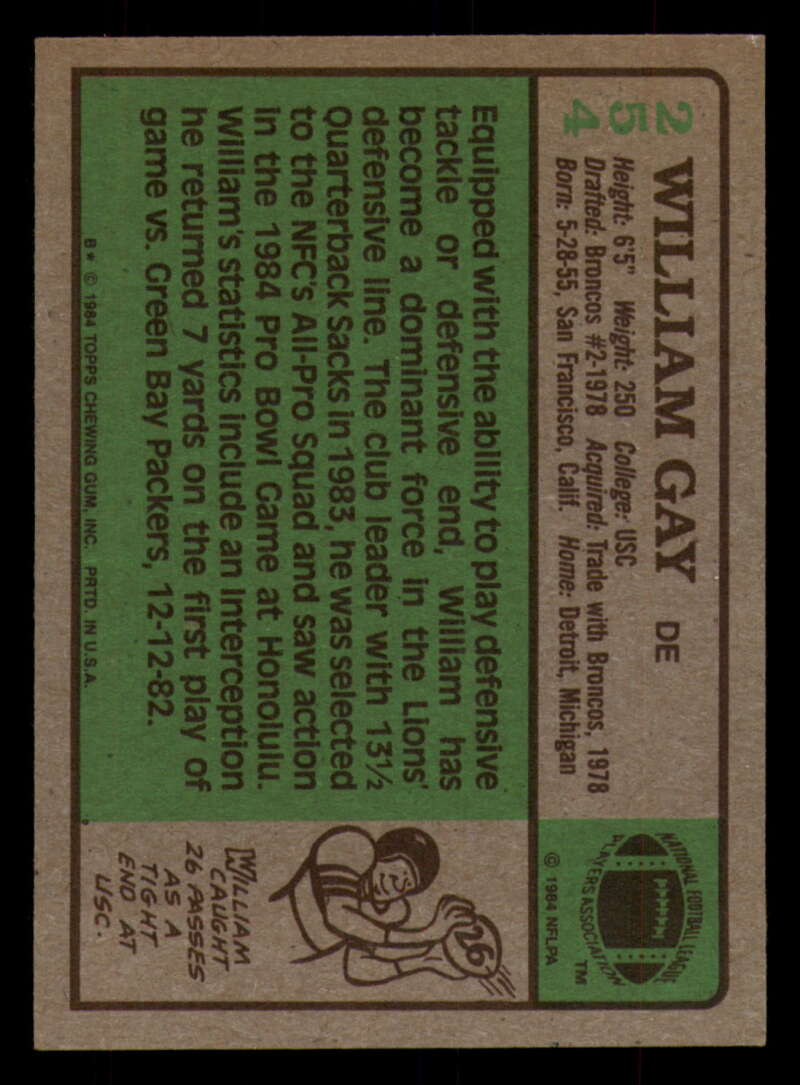 254
WILLIAM GAY DE
Height: 6'5" Weight: 250 College: USC
Drafted: Broncos #2-1978 Acquired: Trade with Broncos, 1978
Born: 5-28-55, San Francisco, Calif. Home: Detroit, Michigan
NATIONAL FOOTBALL LEAGUE
PLAYERS ASSOCIATION
TM
© 1984 NFLPA
Equipped with the ability to play defensive
tackle or defensive end, William has
become a dominant force in the Lions'
defensive line. The club leader with 13½
Quarterback Sacks in 1983, he was selected
to the NFC's All-Pro Squad and saw action
in the 1984 Pro Bowl Game at Honolulu.
William's statistics include an Interception
he returned 7 yards on the first play of
game vs. Green Bay Packers, 12-12-82.
B* © 1984 TOPPS CHEWING GUM, INC. PRTD. IN U.S.A.
26
WILLIAM
CAUGHT
26 PASSES
AS A
TIGHT
END AT
USC.